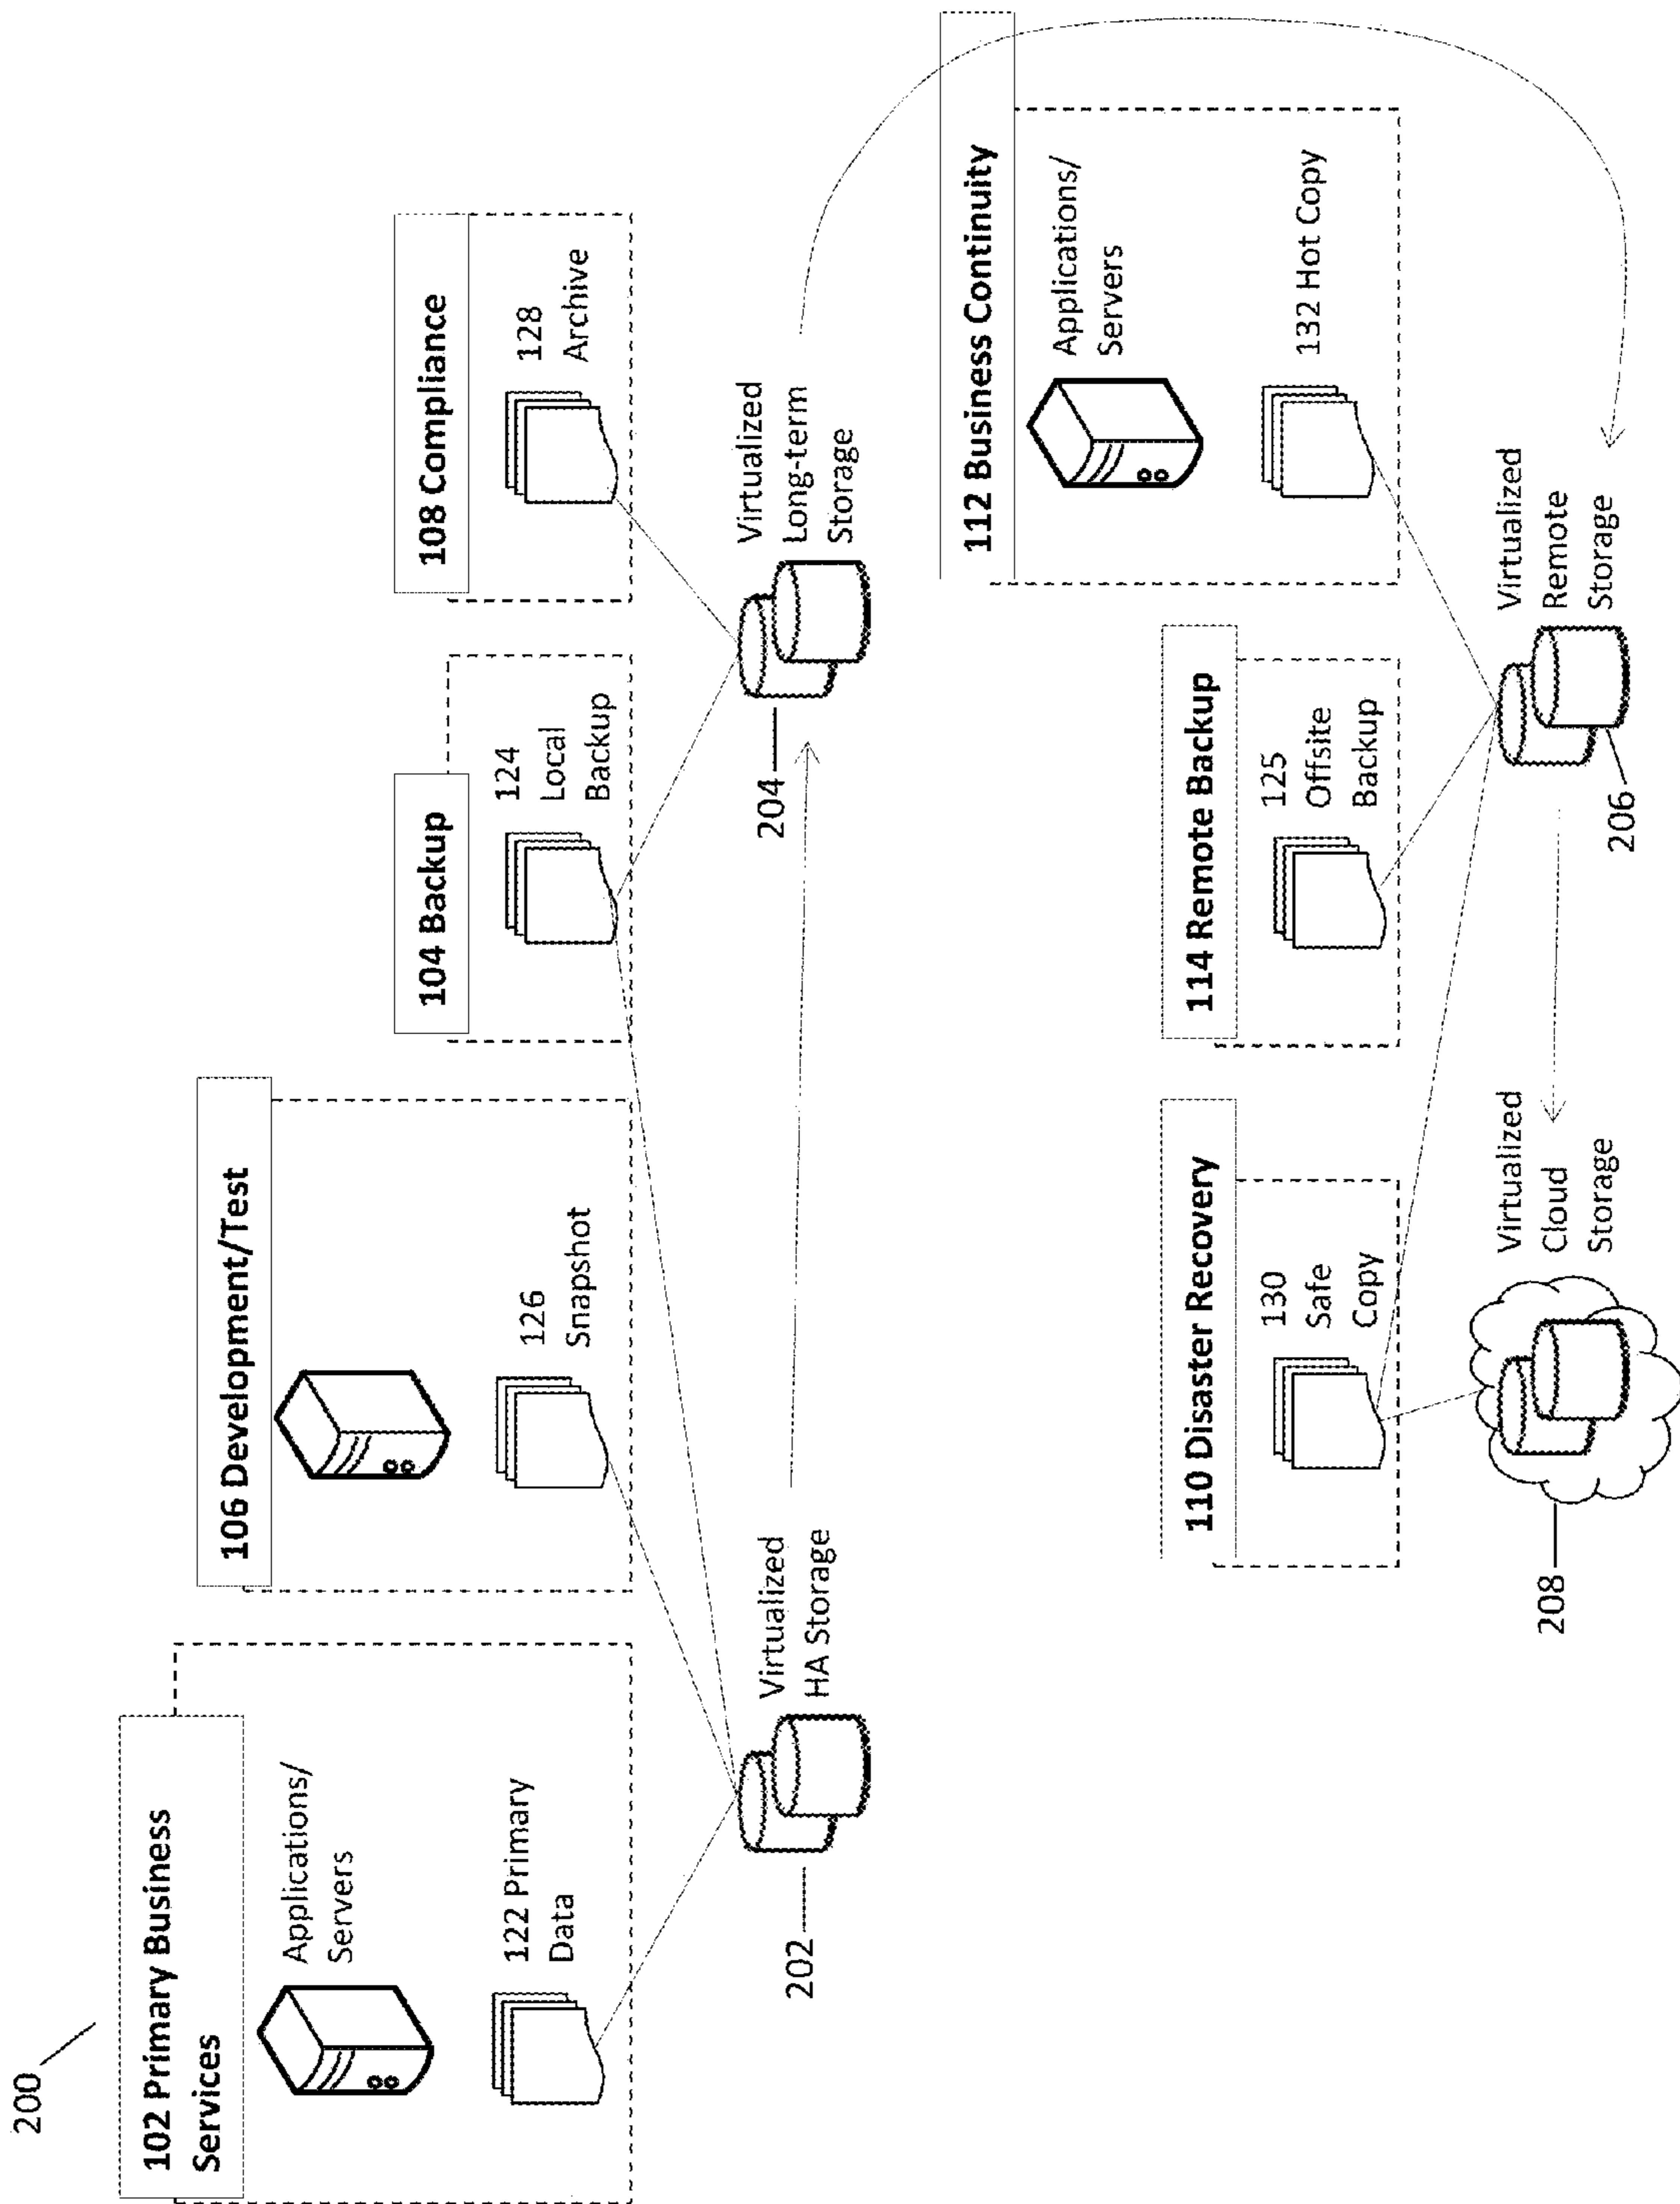 200
102 Primary Business
Services
Applications/
Servers
122 Primary
Data
106 Development/Test
126
Snapshot
104 Backup
124
Local
Backup
108 Compliance
128
Archive
Virtualized
HA Storage
202
Virtualized
Long-term
Storage
204
110 Disaster Recovery
130
Safe
Copy
114 Remote Backup
125
Offsite
Backup
112 Business Continuity
Applications/
Servers
132 Hot Copy
Virtualized
Cloud
Storage
208
Virtualized
Remote
Storage
206